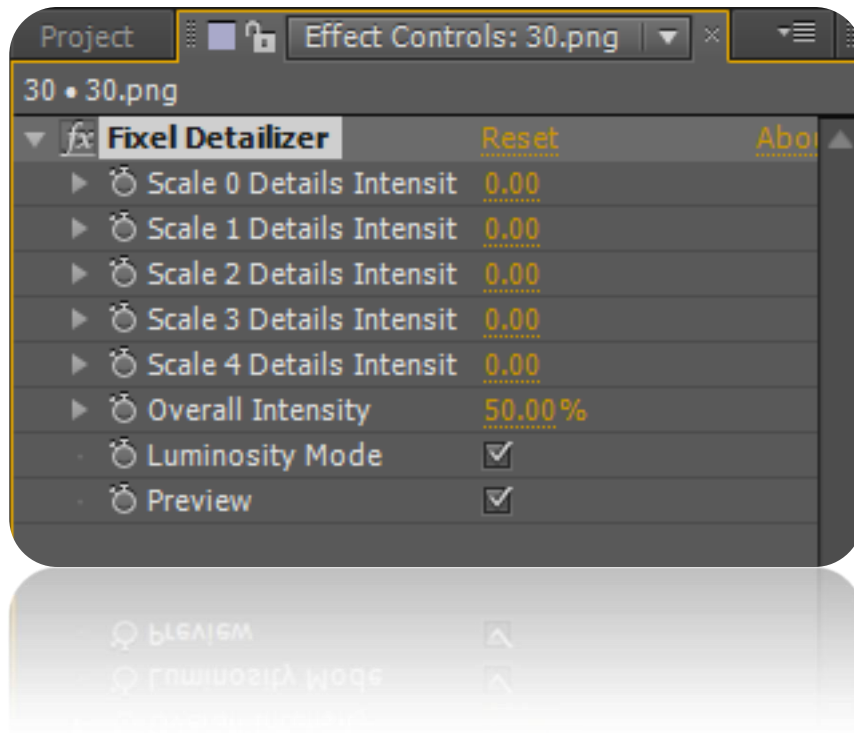 Project Effect Controls: 30.png
30 • 30.png
fx Fixel Detailizer Reset Abou
Scale 0 Details Intensit 0.00
Scale 1 Details Intensit 0.00
Scale 2 Details Intensit 0.00
Scale 3 Details Intensit 0.00
Scale 4 Details Intensit 0.00
Overall Intensity 50.00%
Luminosity Mode
Preview